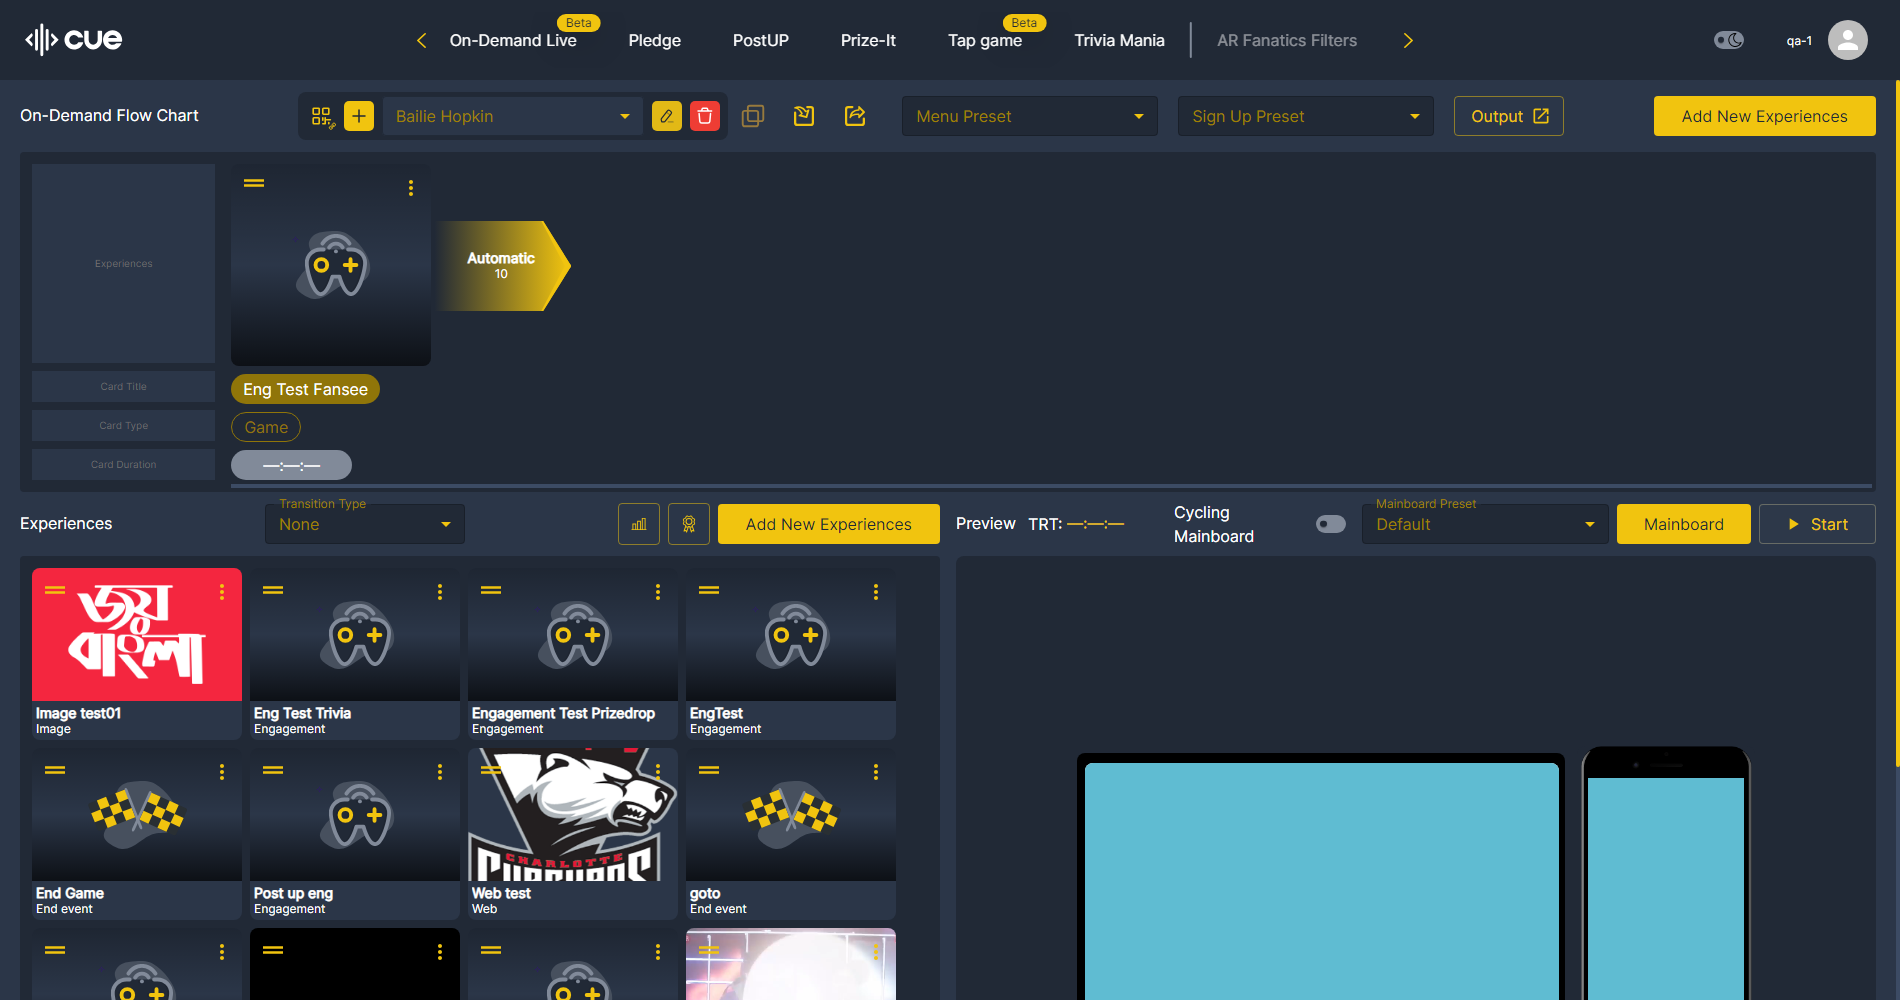 cue
On-Demand Live
Beta
Pledge
PostUP
Prize-It
Tap game
Beta
Trivia Mania
AR Fanatics Filters
qa-1
On-Demand Flow Chart
Bailie Hopkin
Menu Preset
Sign Up Preset
Output
Add New Experiences
Experiences
Automatic
10
Card Title
Eng Test Fansee
Card Type
Game
Card Duration
—:—:—
Experiences
Transition Type
None
Add New Experiences
Preview
TRT: —:—:—
Cycling
Mainboard
Mainboard Preset
Default
Mainboard
Start
জয়
বাংলা
Image test01
Image
Eng Test Trivia
Engagement
Engagement Test Prizedrop
Engagement
EngTest
Engagement
End Game
End event
Post up eng
Engagement
CHARLOTTE
Web test
Web
goto
End event